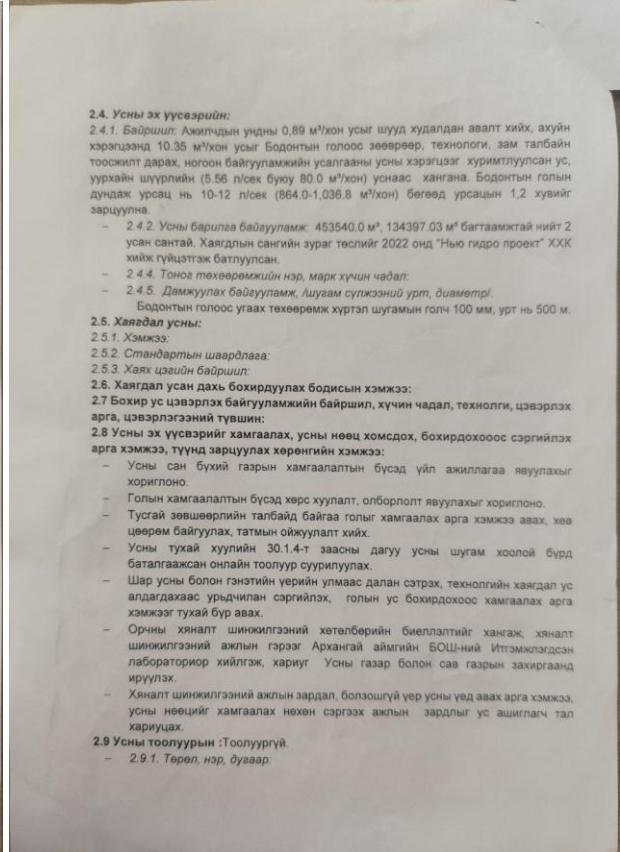 2.4. Усны эх үүсвэрийн:
2.4.1. Байршил: Ажилчдын ундны 0,89 м³/хон усыг шууд худалдан авалт хийх, ахуйн
хэрэгцээнд 10.35 м³/хон усыг Бодонтын голоос зөөврөөр, технологи, зам талбайн
тоосжилт дарах, ногоон байгууламжийн усалгааны усны хэрэгцээг хуримтлуулсан ус,
уурхайн шүүрлийн (5.56 л/сек буюу 80.0 м³/хон) уснаас хангана. Бодонтын голын
дундаж урсац нь 10-12 л/сек (864.0-1,036.8 м³/хон) бөгөөд урсацын 1,2 хувийг
зарцуулна.
– 2.4.2. Усны барилга байгууламж: 453540.0 м³, 134397.03 м³ багтаамжтай нийт 2
усан сантай. Хаягдлын сангийн зураг төслийг 2022 онд "Нью гидро проект" ХХК
хийж гүйцэтгэж батлуулсан.
– 2.4.4. Тоног төхөөрөмжийн нэр, марк хүчин чадал:
– 2.4.5. Дамжуулах байгууламж, /шугам сүлжээний урт, диаметр/.
Бодонтын голоос угаах төхөөрөмж хүртэл шугамын голч 100 мм, урт нь 500 м.
2.5. Хаягдал усны:
2.5.1. Хэмжээ:
2.5.2. Стандартын шаардлага:
2.5.3. Хаях цэгийн байршил:
2.6. Хаягдал усан дахь бохирдуулах бодисын хэмжээ:
2.7 Бохир ус цэвэрлэх байгууламжийн байршил, хүчин чадал, технологи, цэвэрлэх
арга, цэвэрлэгээний түвшин:
2.8 Усны эх үүсвэрийг хамгаалах, усны нөөц хомсдох, бохирдохооос сэргийлэх
арга хэмжээ, түүнд зарцуулах хөрөнгийн хэмжээ:
– Усны сан бүхий газрын хамгаалалтын бүсэд үйл ажиллагаа явуулахыг
хориглоно.
– Голын хамгаалалтын бүсэд хөрс хуулалт, олборлолт явуулахыг хориглоно.
– Тусгай зөвшөөрлийн талбайд байгаа голыг хамгаалах арга хэмжээ авах, хөв
цөөрөм байгуулах, татмын ойжуулалт хийх.
– Усны тухай хуулийн 30.1.4-т заасны дагуу усны шугам хоолой бүрд
баталгаажсан онлайн тоолуур суурилуулах.
– Шар усны болон гэнэтийн үерийн улмаас далан сэтрэх, технологийн хаягдал ус
алдагдахаас урьдчилан сэргийлэх, голын ус бохирдохоос хамгаалах арга
хэмжээг тухай бүр авах.
– Орчны хяналт шинжилгээний хөтөлбөрийн биелэлтийг хангаж, хяналт
шинжилгээний ажлын гэрээг Архангай аймгийн БОШ-ний Итгэмжлэгдсэн
лабораториор хийлгэж, хариуг Усны газар болон сав газрын захиргаанд
ирүүлэх.
– Хяналт шинжилгээний ажлын зардал, болзошгүй үер усны үед авах арга хэмжээ,
усны нөөцийг хамгаалах нөхөн сэргээх ажлын зардлыг ус ашиглагч тал
хариуцах.
2.9 Усны тоолуурын :Тоолуургүй.
– 2.9.1. Төрөл, нэр, дугаар: